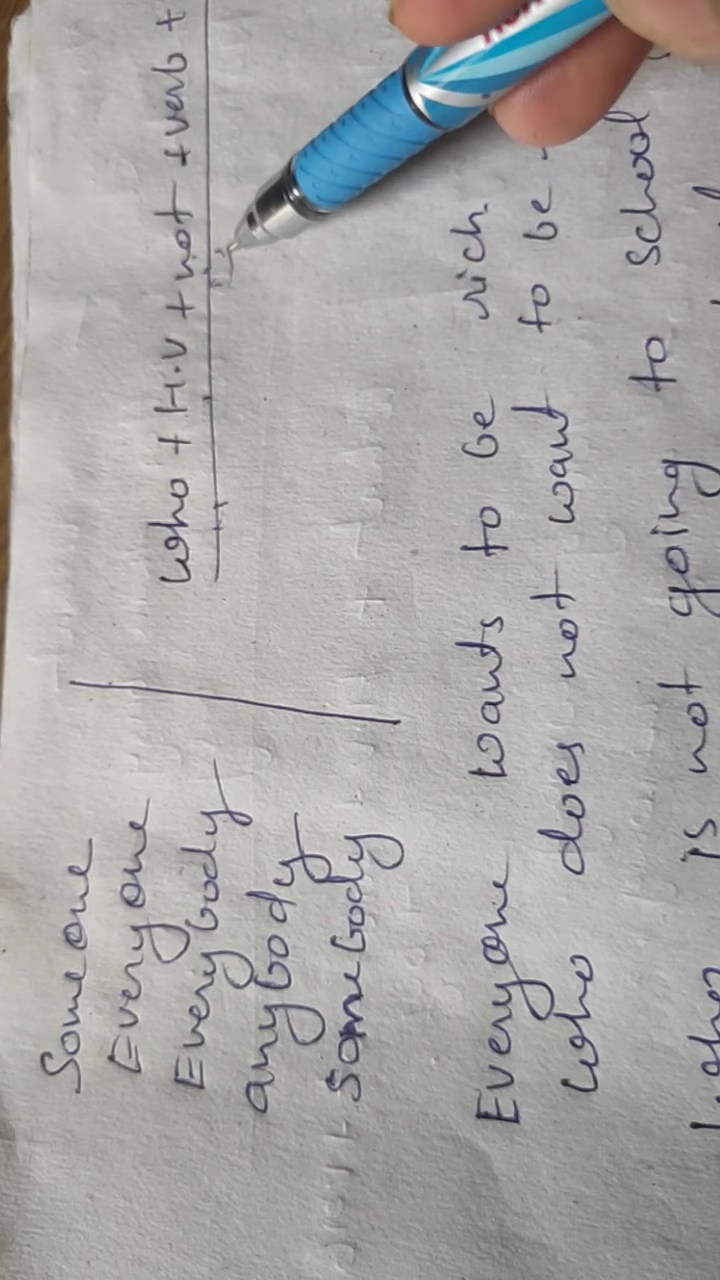 Someone
Everyone
Everybody
anybody
Somebody
who + H.V + not + verb +
Everyone wants to be rich
who does not want to be
is not going to school